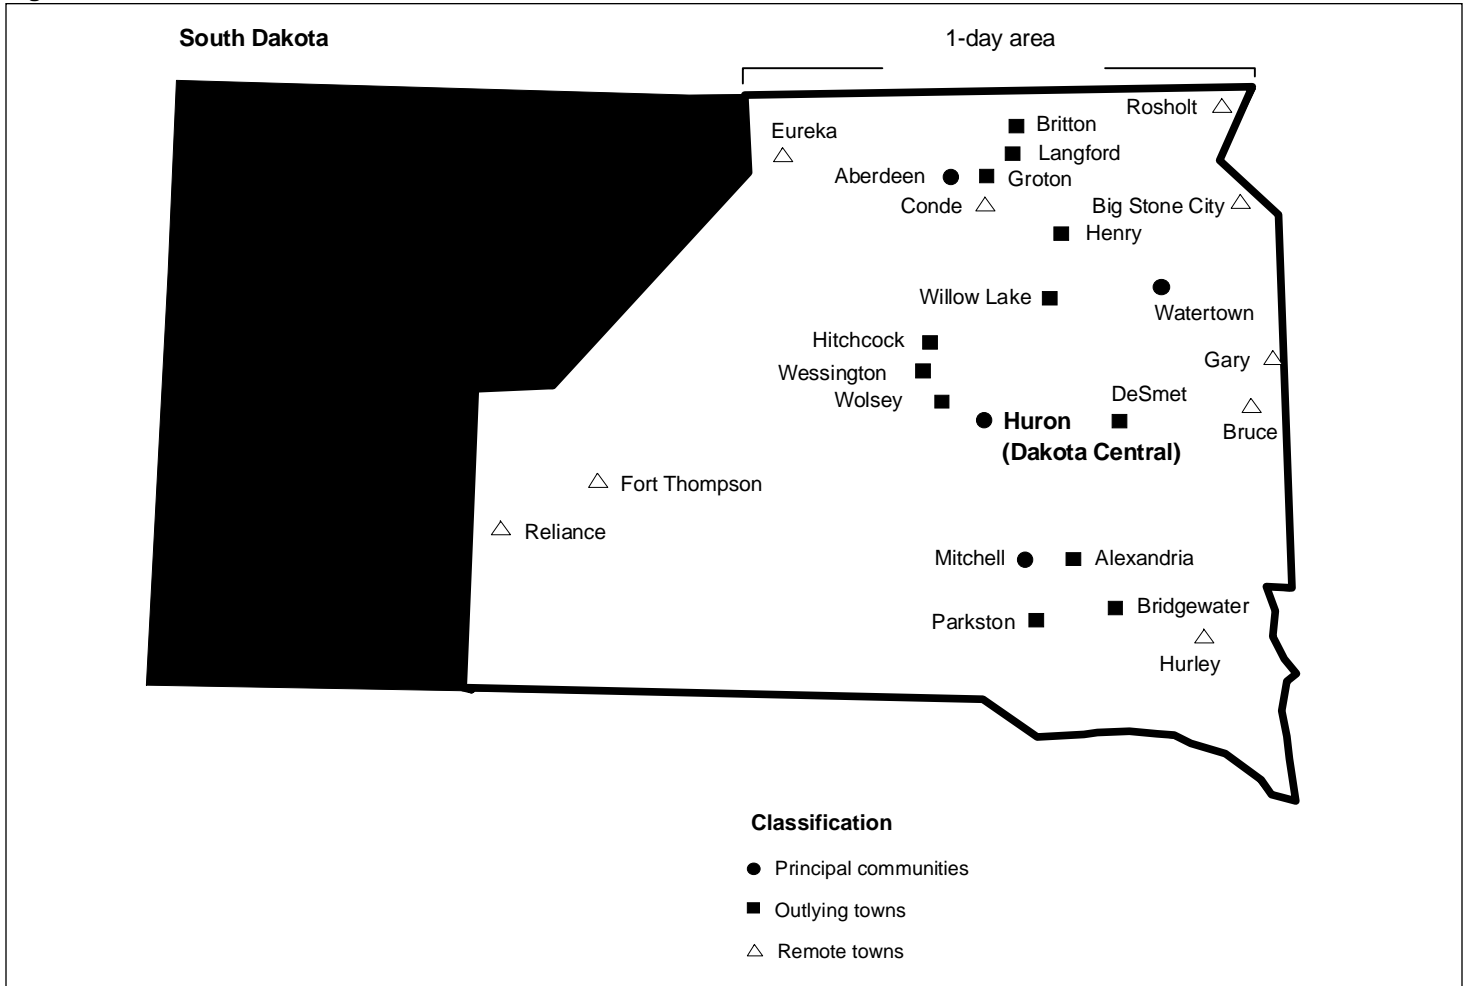 South Dakota
1-day area
Rosholt
Britton
Eureka
Langford
Aberdeen
Groton
Conde
Big Stone City
Henry
Willow Lake
Watertown
Hitchcock
Gary
Wessington
DeSmet
Wolsey
Huron
(Dakota Central)
Bruce
Fort Thompson
Reliance
Mitchell
Alexandria
Bridgewater
Parkston
Hurley
Classification
Principal communities
Outlying towns
Remote towns